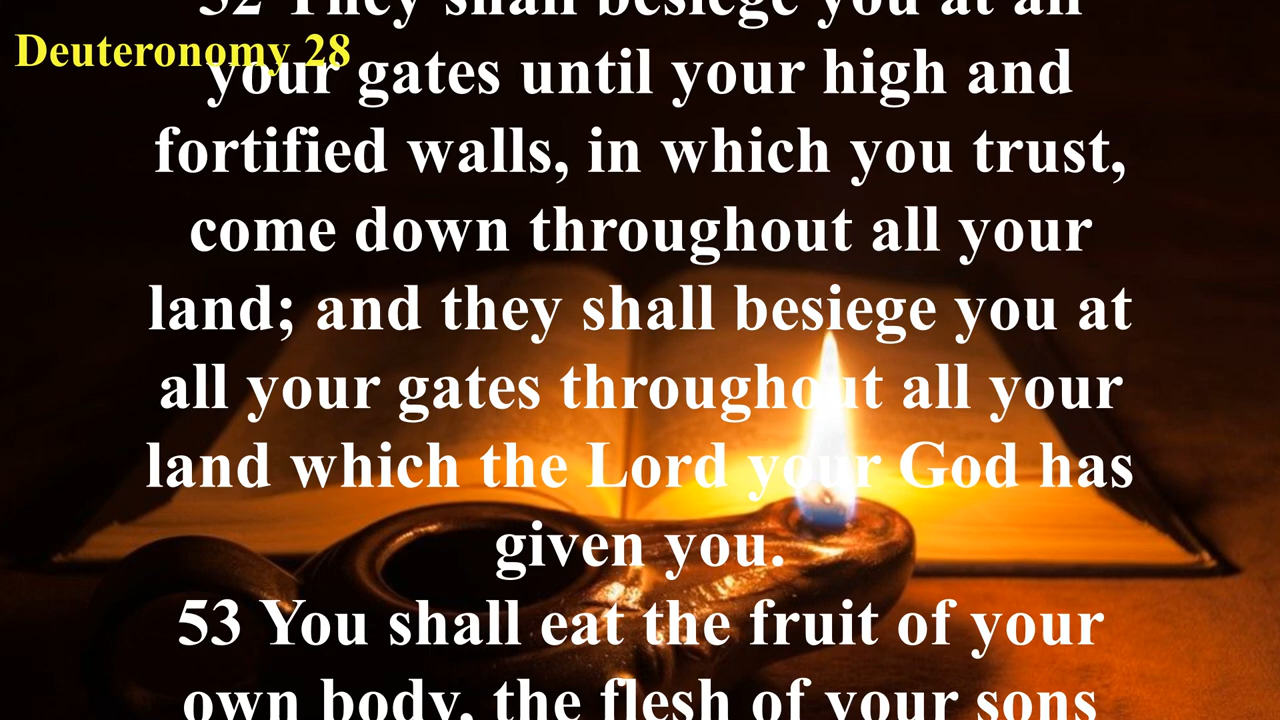 52 They shall besiege you at all
Deuteronomy 28
your gates until your high and
fortified walls, in which you trust,
come down throughout all your
land; and they shall besiege you at
all your gates throughout all your
land which the Lord your God has
given you.
53 You shall eat the fruit of your
own body, the flesh of your sons